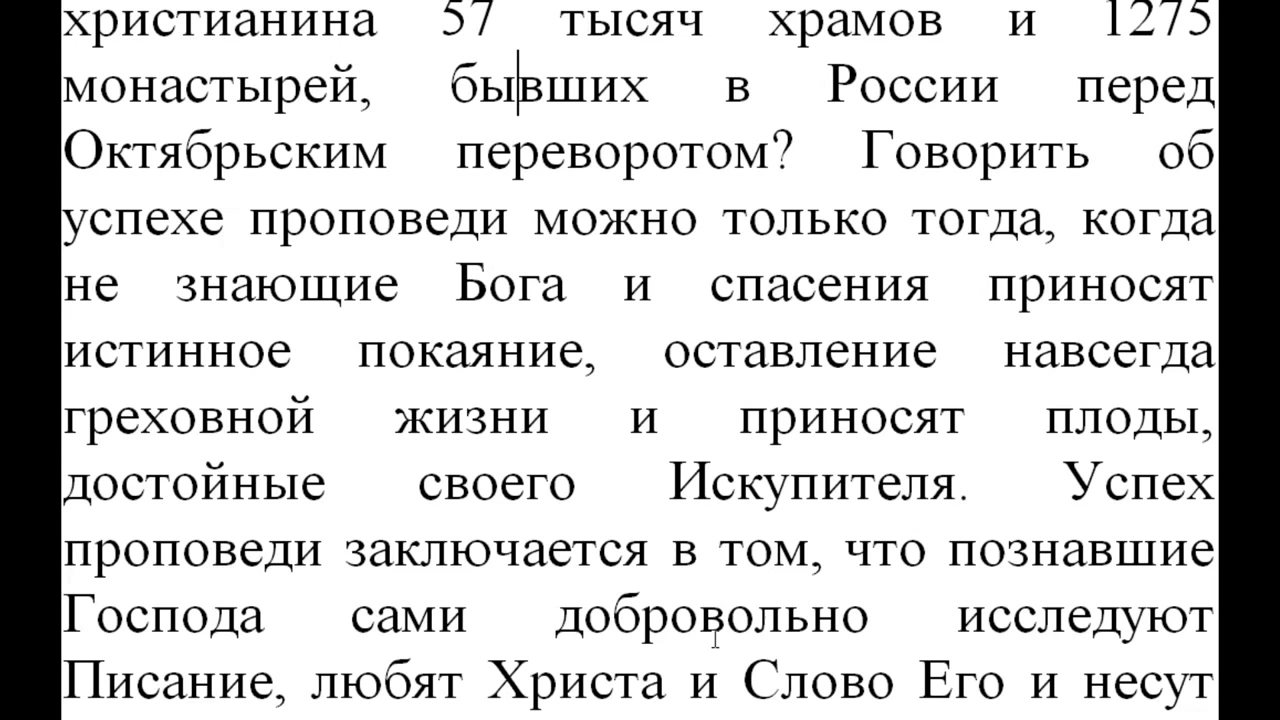 христианина 57 тысяч храмов и 1275
монастырей, бывших в России перед
Октябрьским переворотом? Говорить об
успехе проповеди можно только тогда, когда
не знающие Бога и спасения приносят
истинное покаяние, оставление навсегда
греховной жизни и приносят плоды,
достойные своего Искупителя. Успех
проповеди заключается в том, что познавшие
Господа сами добровольно исследуют
Писание, любят Христа и Слово Его и несут